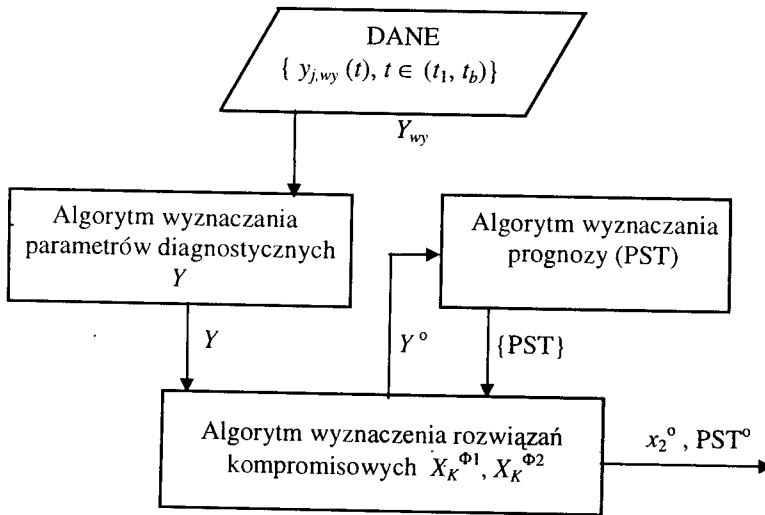 DANE
{ y_{j,wy} (t), t ∈ (t_1, t_b)}
Y_{wy}
Algorytm wyznaczania
parametrów diagnostycznych
Y
Algorytm wyznaczania
prognozy (PST)
Y
Y^o
{PST}
Algorytm wyznaczenia rozwiązań
kompromisowych X_K^{Φ1}, X_K^{Φ2}
x_2^o , PST^o